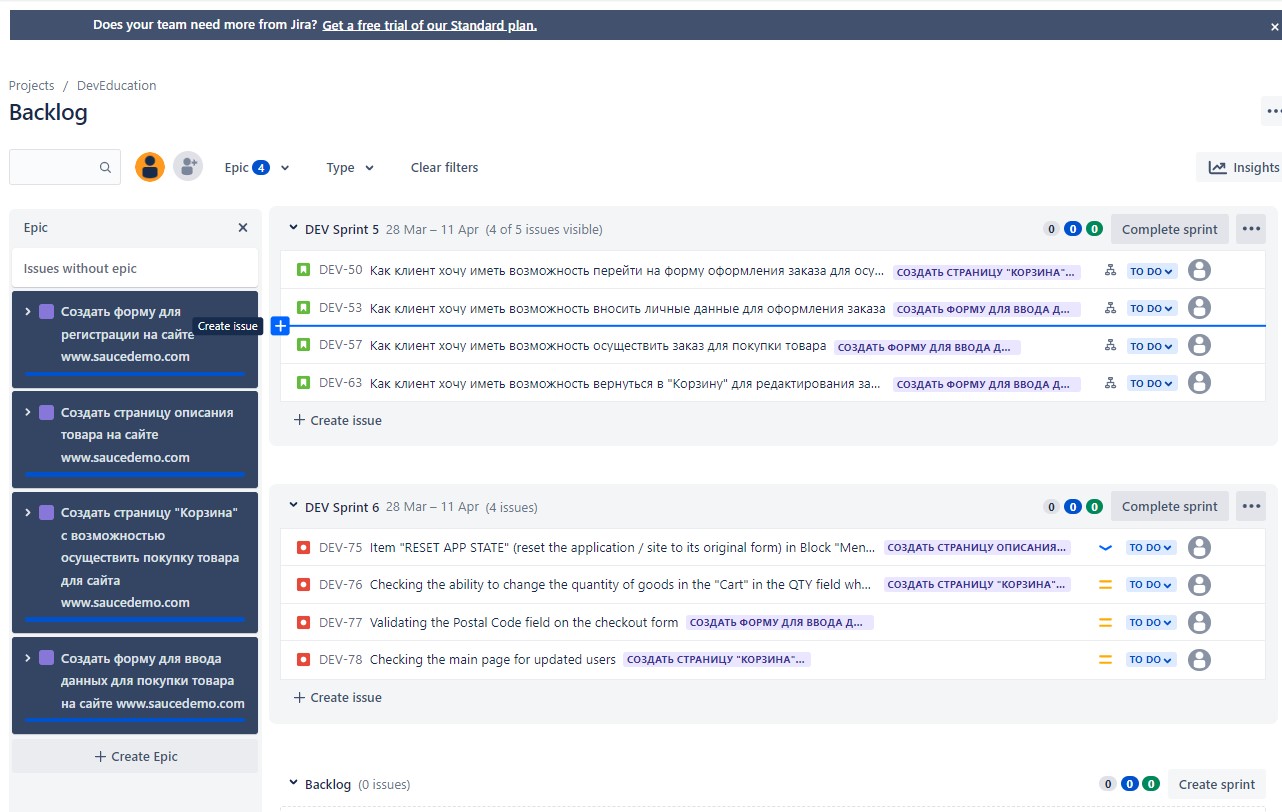 Does your team need more from Jira? Get a free trial of our Standard plan.
Projects / DevEducation
Backlog
Epic 4
Type
Clear filters
Insights
Epic
Issues without epic
Создать форму для
регистрации на сайте
www.saucedemo.com
Создать страницу описания
товара на сайте
www.saucedemo.com
Создать страницу "Корзина"
с возможностью
осуществить покупку товара
для сайта
www.saucedemo.com
Создать форму для ввода
данных для покупки товара
на сайте www.saucedemo.com
+ Create Epic
Create issue
DEV Sprint 5 28 Mar – 11 Apr (4 of 5 issues visible) 0 0 0 Complete sprint
DEV-50 Как клиент хочу иметь возможность перейти на форму оформления заказа для осу... СОЗДАТЬ СТРАНИЦУ "КОРЗИНА"... TO DO
DEV-53 Как клиент хочу иметь возможность вносить личные данные для оформления заказа СОЗДАТЬ ФОРМУ ДЛЯ ВВОДА Д... TO DO
DEV-57 Как клиент хочу иметь возможность осуществить заказ для покупки товара СОЗДАТЬ ФОРМУ ДЛЯ ВВОДА Д... TO DO
DEV-63 Как клиент хочу иметь возможность вернуться в "Корзину" для редактирования за... СОЗДАТЬ ФОРМУ ДЛЯ ВВОДА Д... TO DO
+ Create issue
DEV Sprint 6 28 Mar – 11 Apr (4 issues) 0 0 0 Complete sprint
DEV-75 Item "RESET APP STATE" (reset the application / site to its original form) in Block "Men... СОЗДАТЬ СТРАНИЦУ ОПИСАНИЯ... TO DO
DEV-76 Checking the ability to change the quantity of goods in the "Cart" in the QTY field wh... СОЗДАТЬ СТРАНИЦУ "КОРЗИНА"... TO DO
DEV-77 Validating the Postal Code field on the checkout form СОЗДАТЬ ФОРМУ ДЛЯ ВВОДА Д... TO DO
DEV-78 Checking the main page for updated users СОЗДАТЬ СТРАНИЦУ "КОРЗИНА"... TO DO
+ Create issue
Backlog (0 issues) 0 0 0 Create sprint